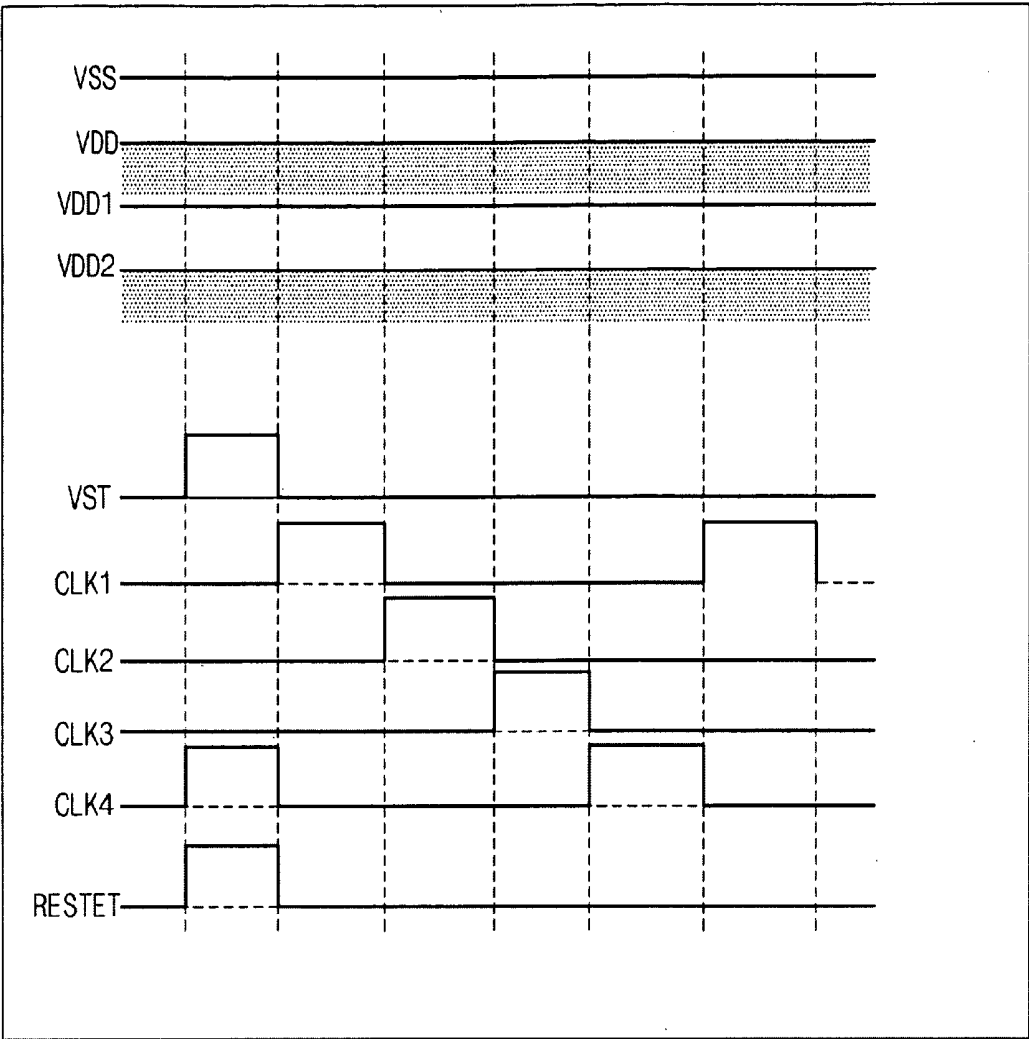 VSS
VDD
VDD1
VDD2
VST
CLK1
CLK2
CLK3
CLK4
RESTET